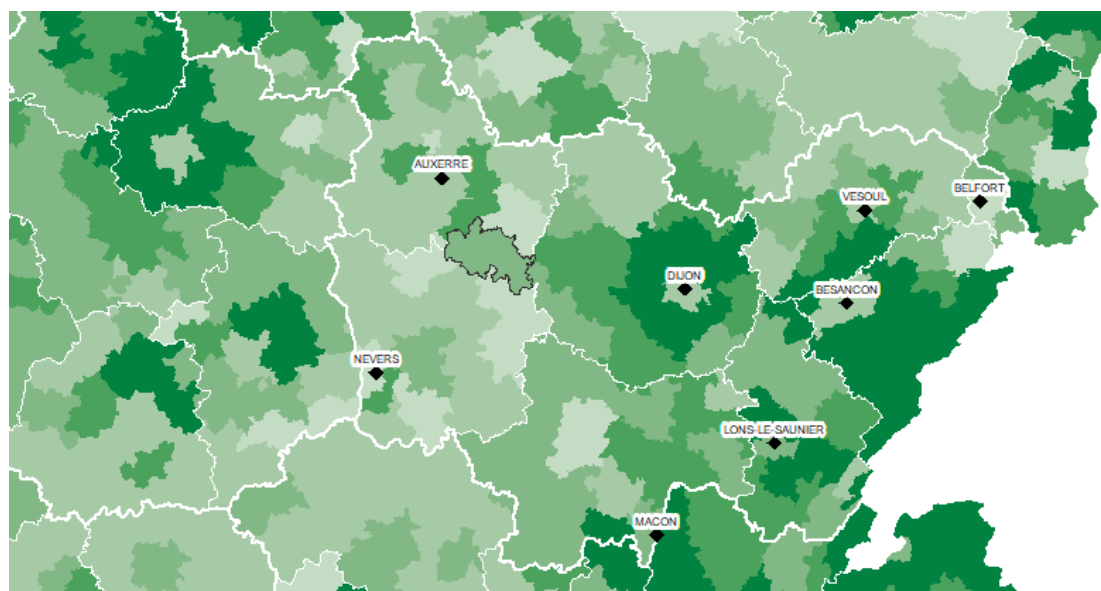 AUXERRE
VESOUL
BELFORT
DIJON
BESANCON
NEVERS
LONS-LE-SAUNIER
MACON